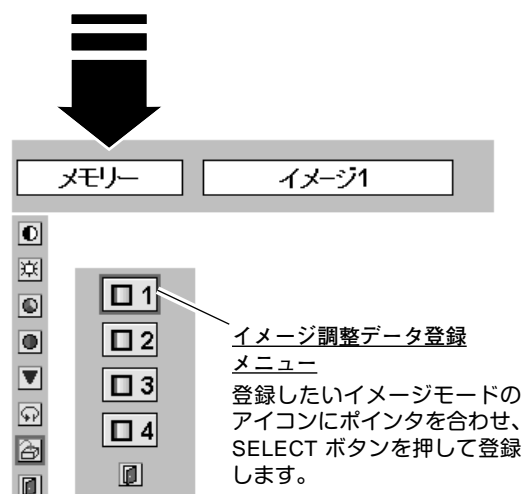 メモリー
イメージ1
1
2
3
4
イメージ調整データ登録
メニュー
登録したいイメージモードの
アイコンにポインタを合わせ、
SELECT ボタンを押して登録
します。